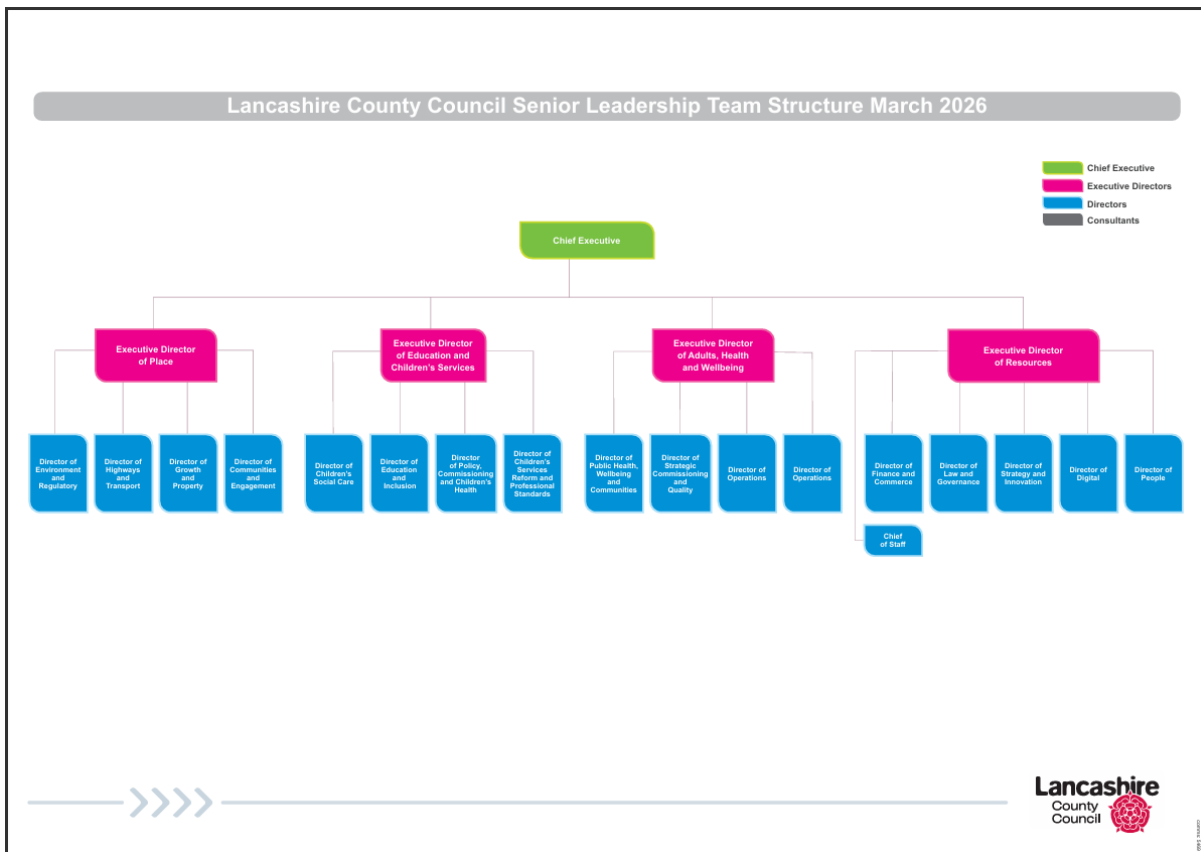 Lancashire County Council Senior Leadership Team Structure March 2026
Chief Executive
Executive Directors
Directors
Consultants
Chief Executive
Executive Director
of Place
Executive Director
of Education and
Children's Services
Executive Director
of Adults, Health
and Wellbeing
Executive Director
of Resources
Director of
Environment
and
Regulatory
Director of
Highways
and
Transport
Director of
Growth
and
Property
Director of
Communities
and
Engagement
Director of
Children's
Social Care
Director of
Education
and
Inclusion
Director
of Policy,
Commissioning
and Children's
Health
Director of
Children's
Services
Reform and
Professional
Standards
Director of
Public Health,
Wellbeing
and
Communities
Director of
Strategic
Commissioning
and
Quality
Director of
Operations
Director of
Operations
Director of
Finance and
Commerce
Director of
Law and
Governance
Director of
Strategy and
Innovation
Director of
Digital
Director of
People
Chief
of Staff
Lancashire
County
Council